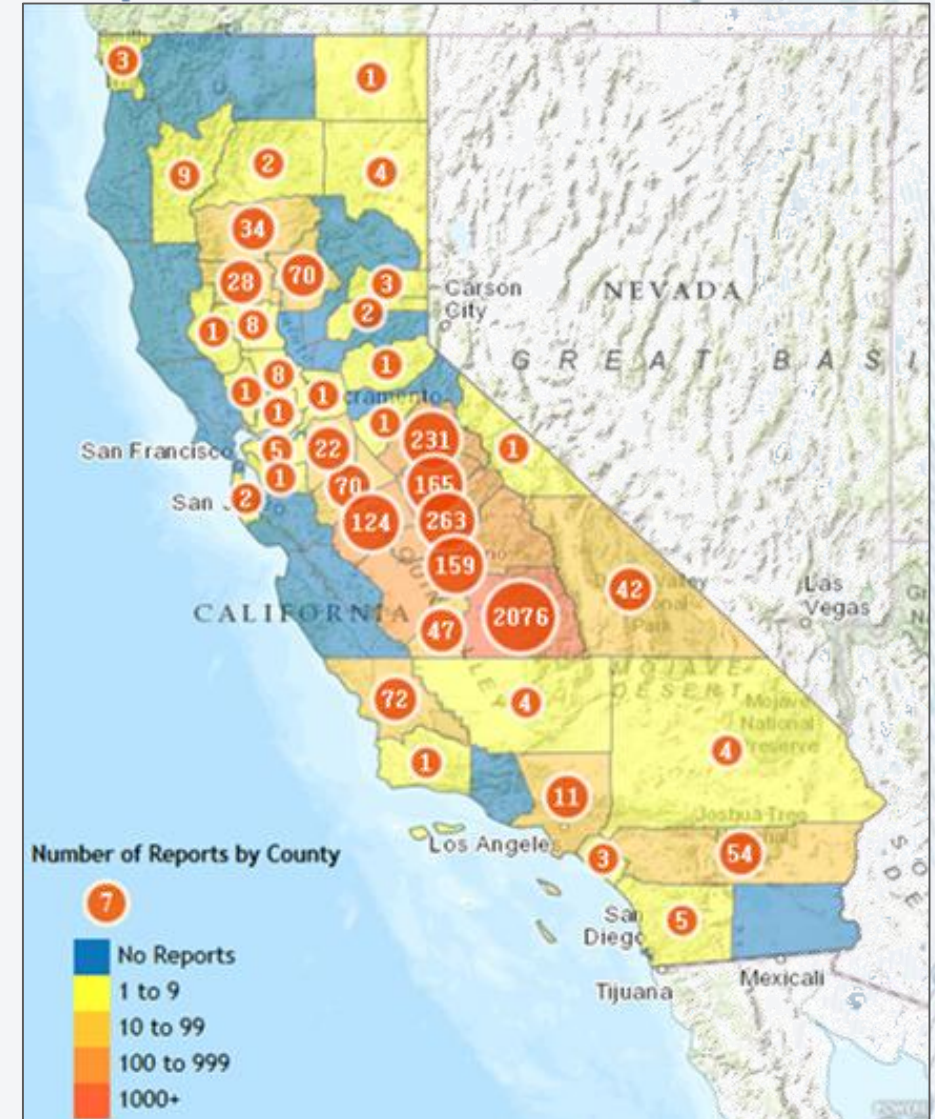 3
1
9
2
4
34
28
70
3
Carson
City
NEVADA
2
1
8
GREAT BASI
1
8
1
1
1
1
231
1
San Francisco
5
22
165
1
70
2
San J
124
263
159
42
Las
Vegas
CALIFORNIA
47
2076
MOJAVE
DESERT
72
4
Mojave
National
Preserve
4
1
11
Joshua Tree
Los Angeles
3
54
San
Diego
5
Mexicali
Tijuana
Number of Reports by County
7
No Reports
1 to 9
10 to 99
100 to 999
1000+